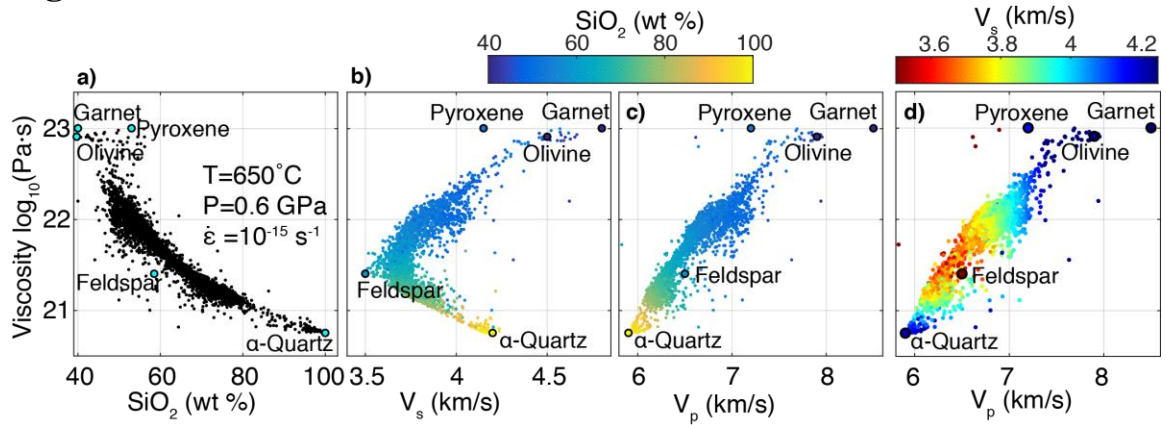 SiO2 (wt %)
40 60 80 100
Vs (km/s)
3.6 3.8 4 4.2
a)
b)
c)
d)
Viscosity log10(Pa·s)
23
22
21
Garnet
Pyroxene
Olivine
T=650°C
P=0.6 GPa
ε̇ =10-15 s-1
Feldspar
α-Quartz
40 60 80 100
SiO2 (wt %)
Pyroxene
Garnet
Olivine
Feldspar
α-Quartz
3.5 4 4.5
Vs (km/s)
Pyroxene
Garnet
Olivine
Feldspar
α-Quartz
6 7 8
Vp (km/s)
Pyroxene
Garnet
Olivine
Feldspar
α-Quartz
6 7 8
Vp (km/s)